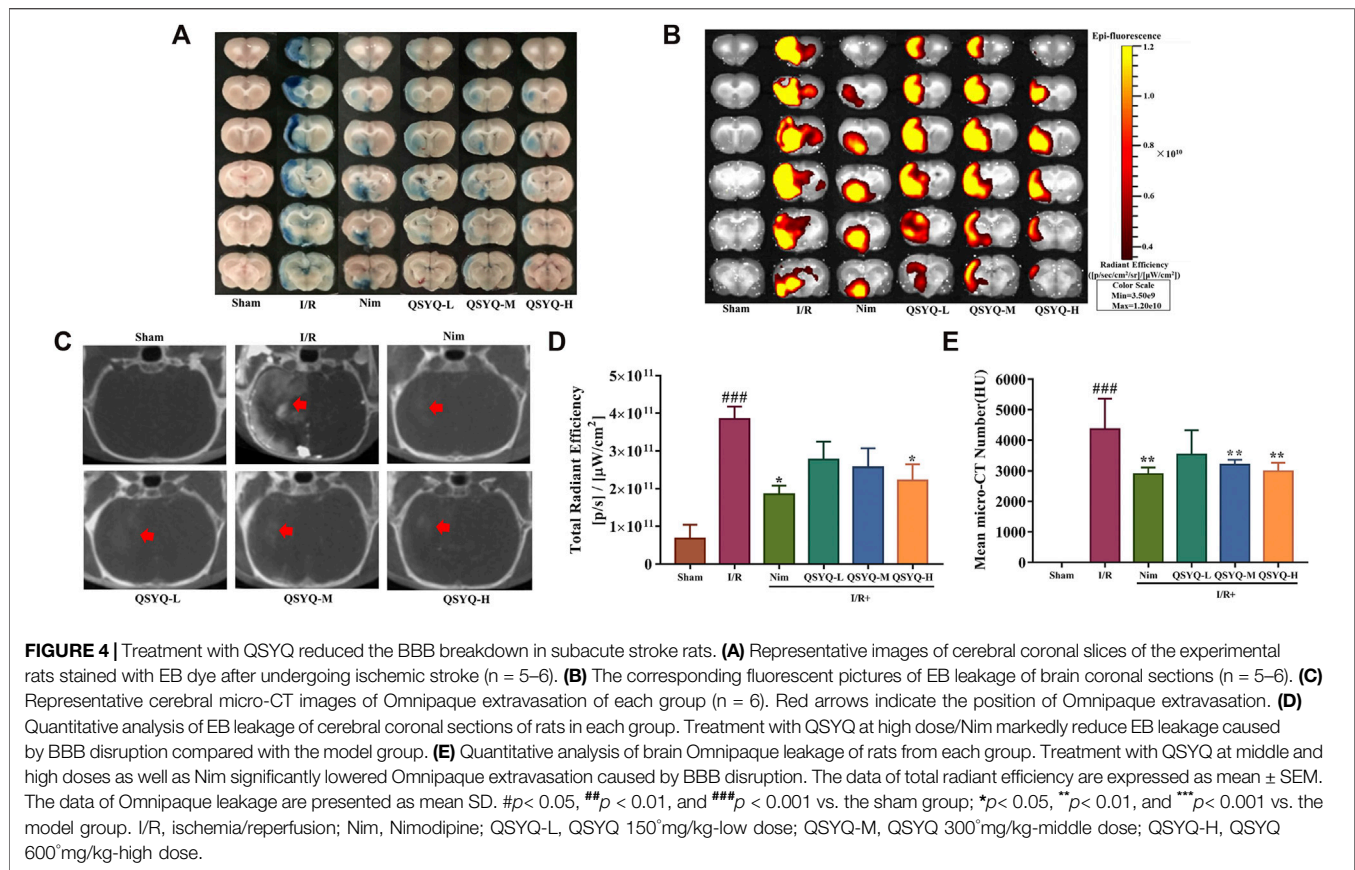 A
Sham I/R Nim QSYQ-L QSYQ-M QSYQ-H
B
Epi-fluorescence
1.2
1.0
×10¹⁰
0.8
0.6
0.4
Radiant Efficiency
([p/sec/cm²/sr]/[μW/cm²])
Color Scale
Min=3.50e9
Max=1.20e10
Sham I/R Nim QSYQ-L QSYQ-M QSYQ-H
C
Sham I/R Nim
QSYQ-L QSYQ-M QSYQ-H
D
Total Radiant Efficiency
[p/s] / [μW/cm²]
5×10¹¹
4×10¹¹
3×10¹¹
2×10¹¹
1×10¹¹
0
###
*
*
Sham I/R Nim QSYQ-L QSYQ-M QSYQ-H
I/R+
E
Mean micro-CT Number(HU)
6000
5000
4000
3000
2000
1000
0
###
**
**
**
Sham I/R Nim QSYQ-L QSYQ-M QSYQ-H
I/R+
FIGURE 4 | Treatment with QSYQ reduced the BBB breakdown in subacute stroke rats. (A) Representative images of cerebral coronal slices of the experimental
rats stained with EB dye after undergoing ischemic stroke (n = 5–6). (B) The corresponding fluorescent pictures of EB leakage of brain coronal sections (n = 5–6). (C)
Representative cerebral micro-CT images of Omnipaque extravasation of each group (n = 6). Red arrows indicate the position of Omnipaque extravasation. (D)
Quantitative analysis of EB leakage of cerebral coronal sections of rats in each group. Treatment with QSYQ at high dose/Nim markedly reduce EB leakage caused
by BBB disruption compared with the model group. (E) Quantitative analysis of brain Omnipaque leakage of rats from each group. Treatment with QSYQ at middle and
high doses as well as Nim significantly lowered Omnipaque extravasation caused by BBB disruption. The data of total radiant efficiency are expressed as mean ± SEM.
The data of Omnipaque leakage are presented as mean SD. #p< 0.05, ##p < 0.01, and ###p < 0.001 vs. the sham group; *p< 0.05, **p< 0.01, and ***p< 0.001 vs. the
model group. I/R, ischemia/reperfusion; Nim, Nimodipine; QSYQ-L, QSYQ 150°mg/kg-low dose; QSYQ-M, QSYQ 300°mg/kg-middle dose; QSYQ-H, QSYQ
600°mg/kg-high dose.